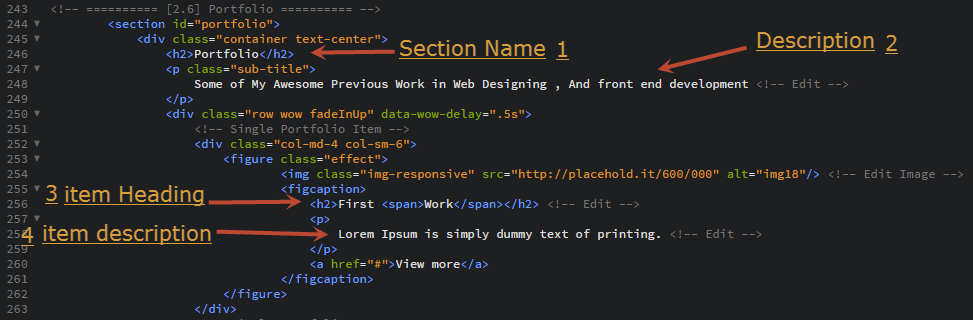 243 <!-- ========== [2.6] Portfolio ========== -->
244 <section id="portfolio">
245 <div class="container text-center">
246 <h2>Portfolio</h2> Section Name 1
247 <p class="sub-title"> Description 2
248 Some of My Awesome Previous Work in Web Designing , And front end development <!-- Edit -->
249 </p>
250 <div class="row wow fadeInUp" data-wow-delay=".5s">
251 <!-- Single Portfolio Item -->
252 <div class="col-md-4 col-sm-6">
253 <figure class="effect">
254 <img class="img-responsive" src="http://placehold.it/600/000" alt="img18"/> <!-- Edit Image -->
255 <figcaption>
3 item Heading
256 <h2>First <span>Work</span></h2> <!-- Edit -->
257 <p>
4 item description
258 Lorem Ipsum is simply dummy text of printing. <!-- Edit -->
259 </p>
260 <a href="#">View more</a>
261 </figcaption>
262 </figure>
263 </div>